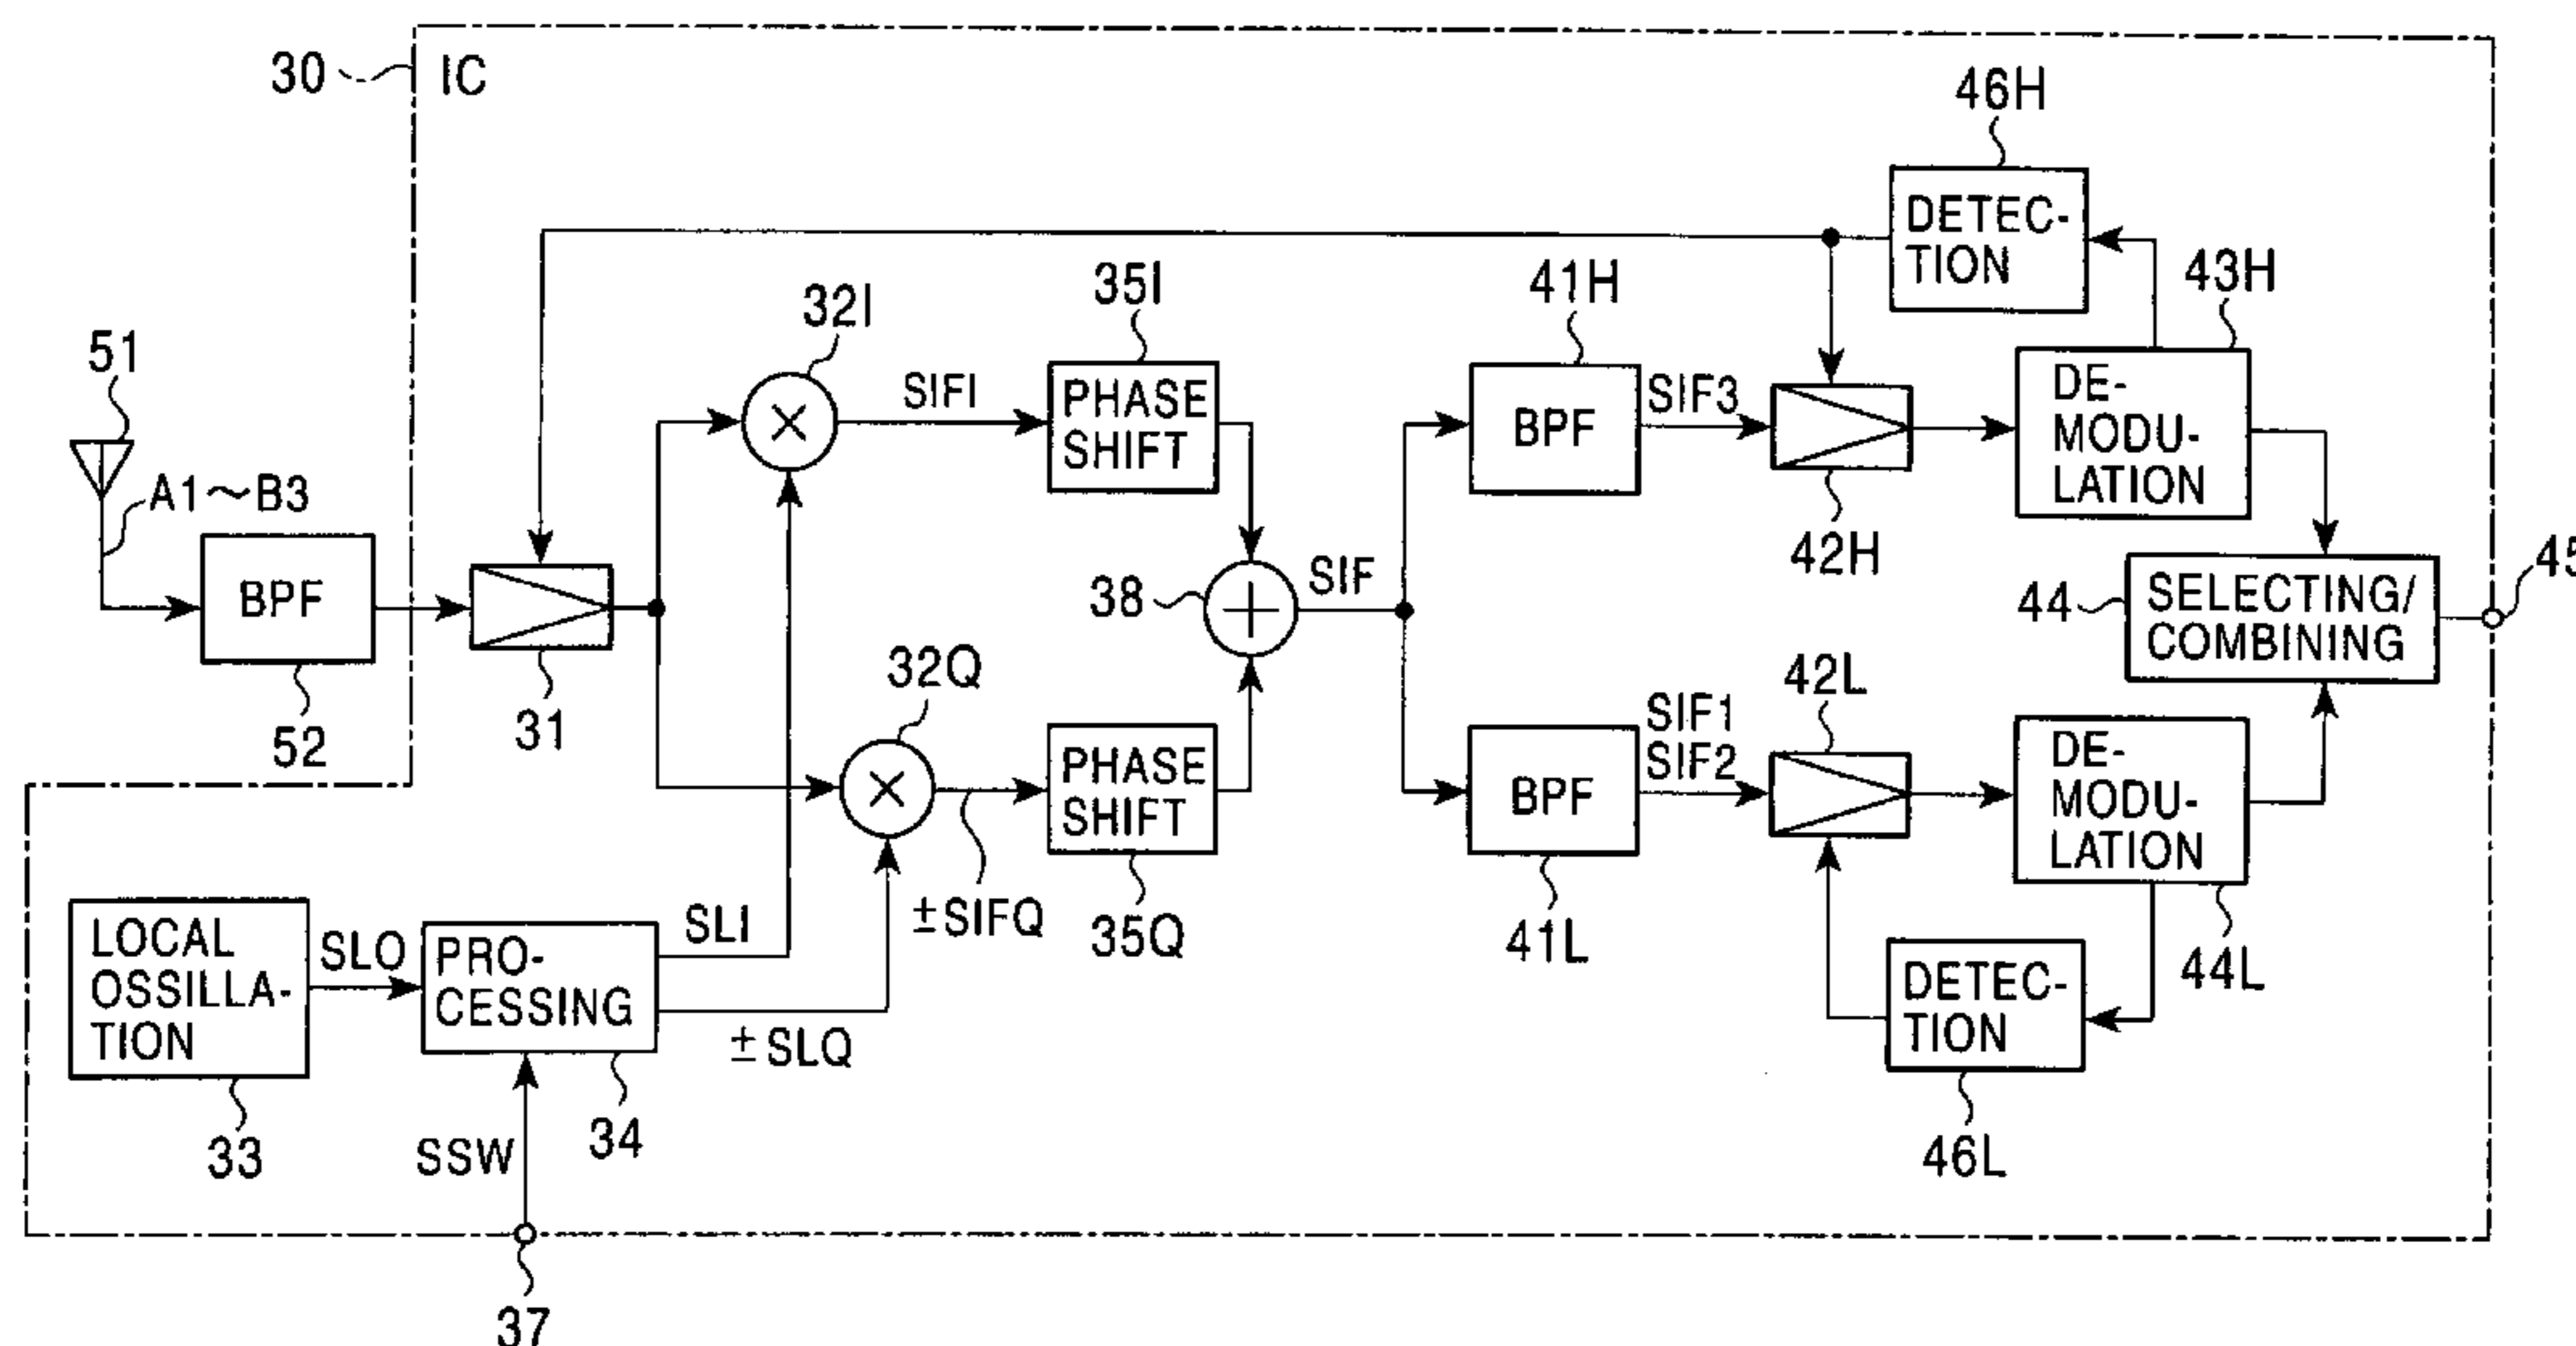 30
IC
46H
DETEC-
TION
43H
41H
35I
32I
51
SIFI
PHASE
SHIFT
BPF
SIF3
DE-
MODU-
LATION
A1~B3
42H
BPF
38
SIF
45
44
SELECTING/
COMBINING
52
31
32Q
42L
SIF1
SIF2
PHASE
SHIFT
BPF
DE-
MODU-
LATION
SLI
±SIFQ
35Q
41L
44L
LOCAL
OSSILLA-
TION
SLO
PRO-
CESSING
±SLQ
DETEC-
TION
33
34
46L
SSW
37